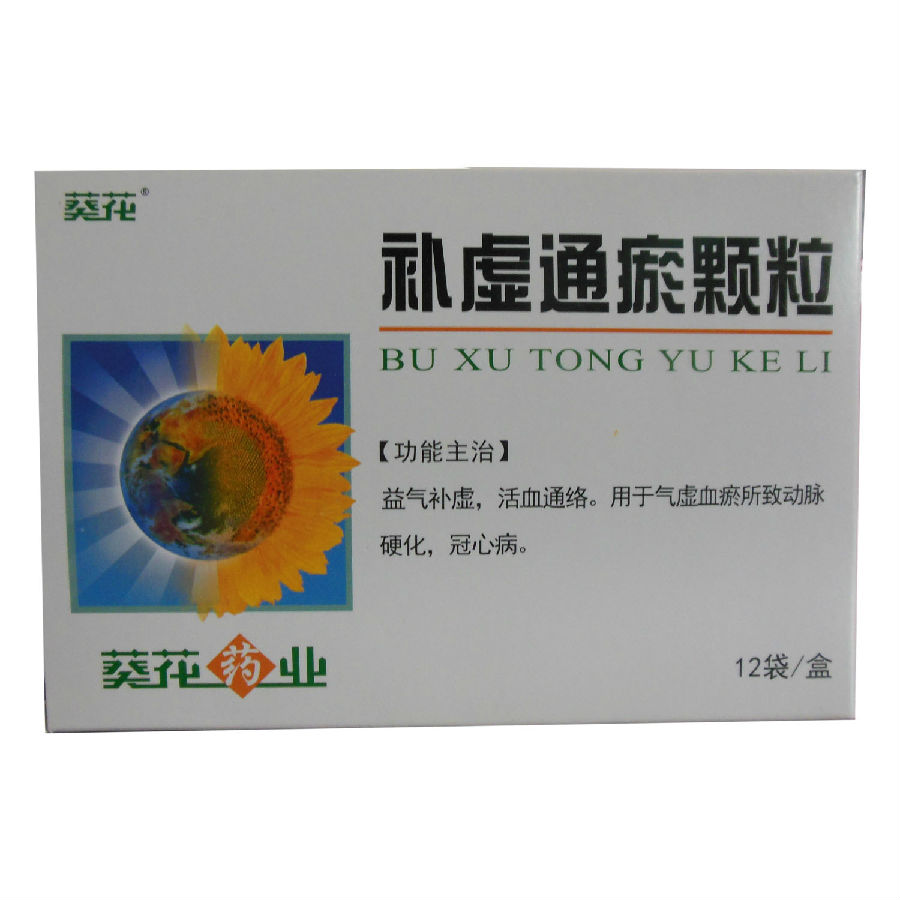 葵花®
补虚通瘀颗粒
BU XU TONG YU KE LI
【功能主治】
益气补虚，活血通络。用于气虚血瘀所致动脉
硬化，冠心病。
葵花药业
12袋/盒